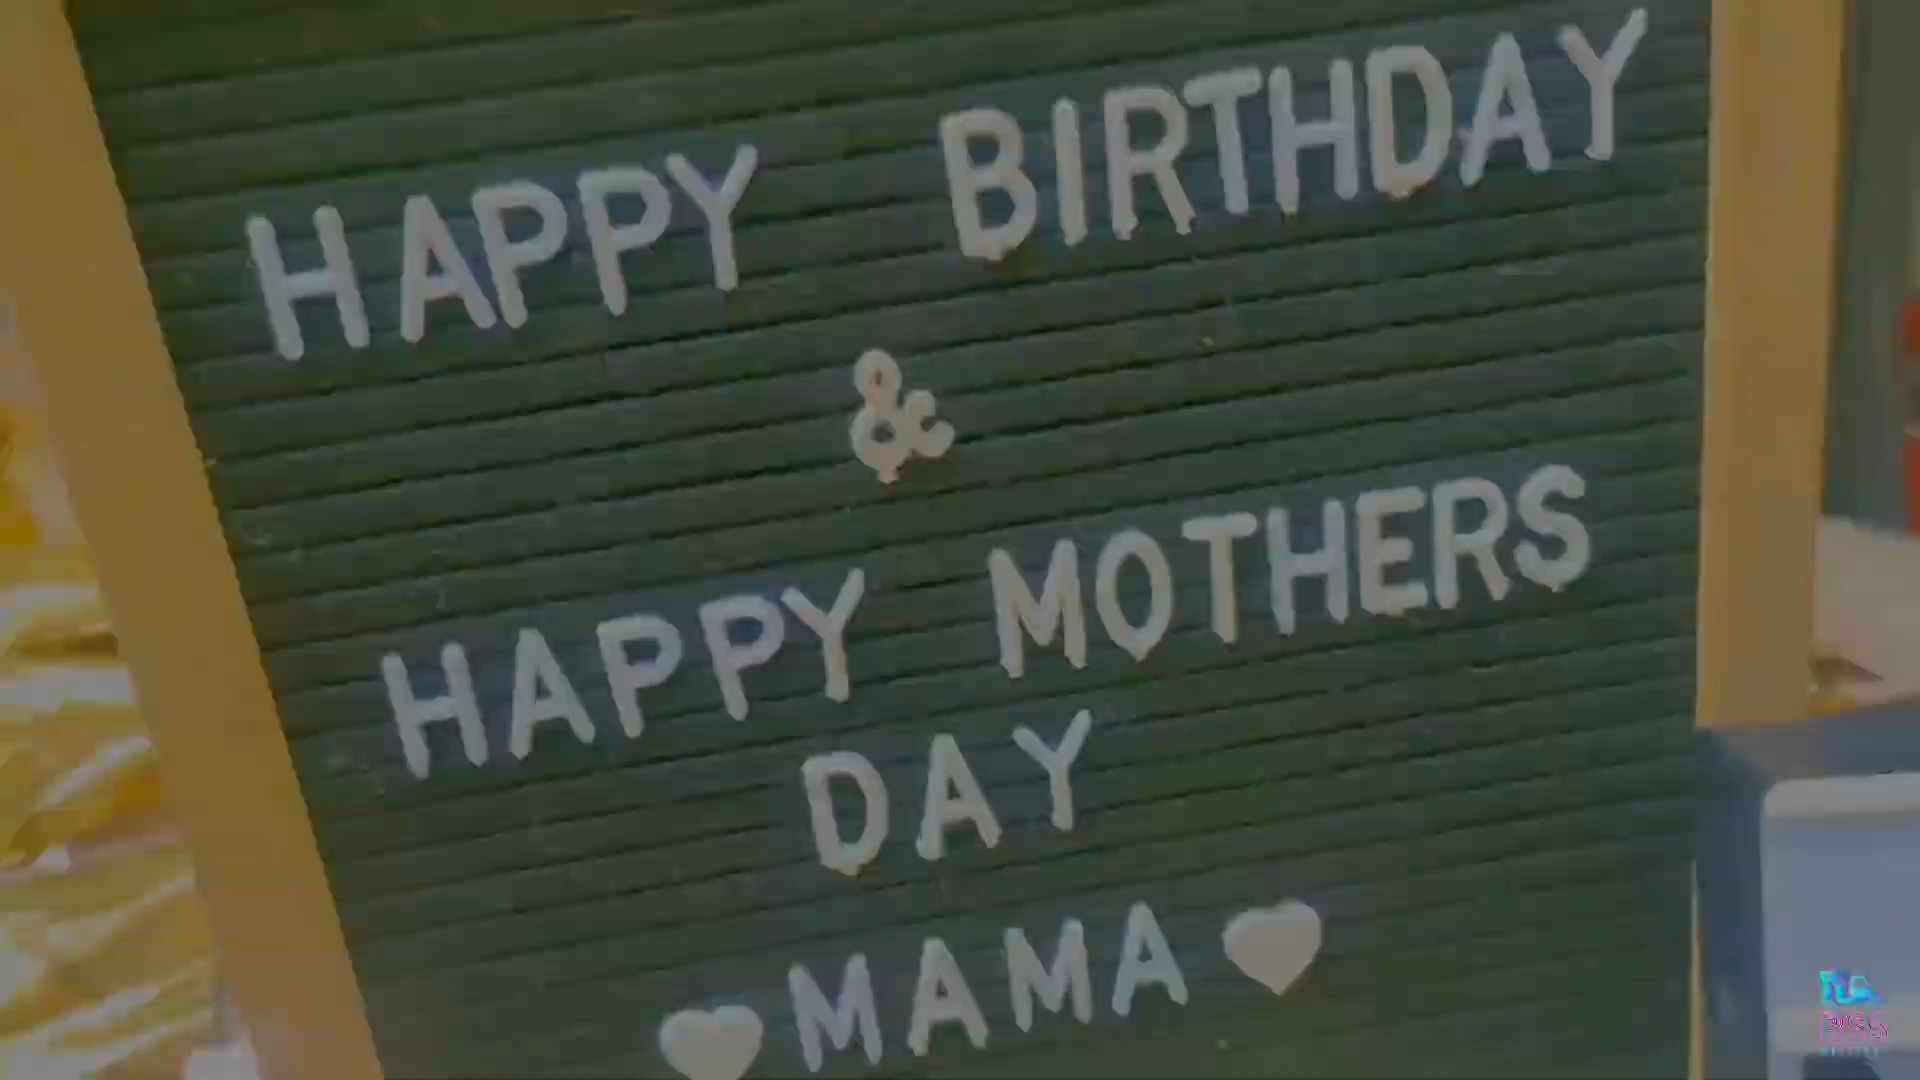 HAPPY BIRTHDAY
&
HAPPY MOTHERS
DAY
♥MAMA♥